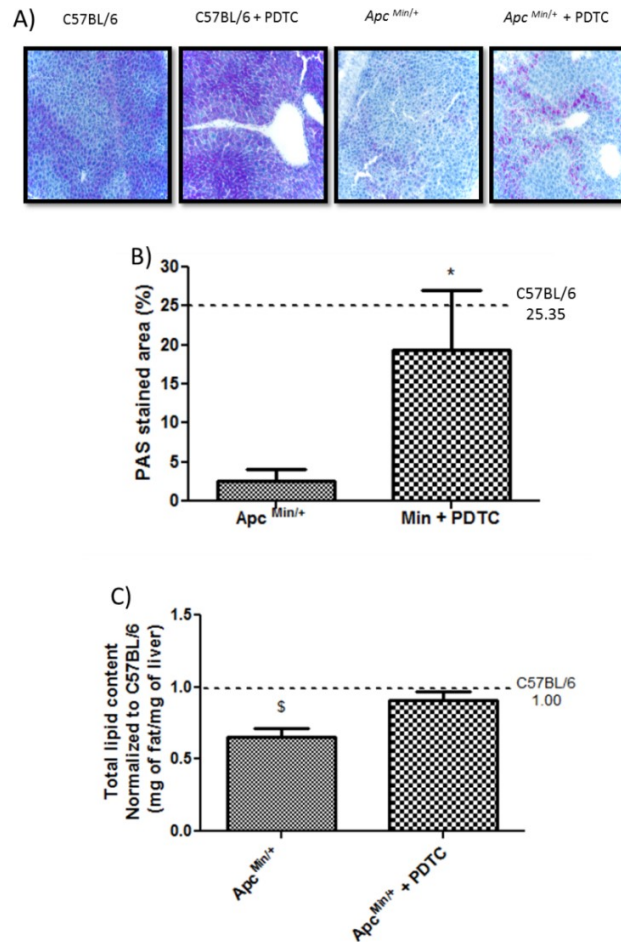 A)
C57BL/6
C57BL/6 + PDTC
Apc Min/+
Apc Min/+ + PDTC
B)
PAS stained area (%)
30
25
20
15
10
5
0
*
C57BL/6
25.35
Apc Min/+
Min + PDTC
C)
Total lipid content
Normalized to C57BL/6
(mg of fat/mg of liver)
1.5
1.0
0.5
0.0
$
C57BL/6
1.00
Apc Min/+
Apc Min/+ + PDTC